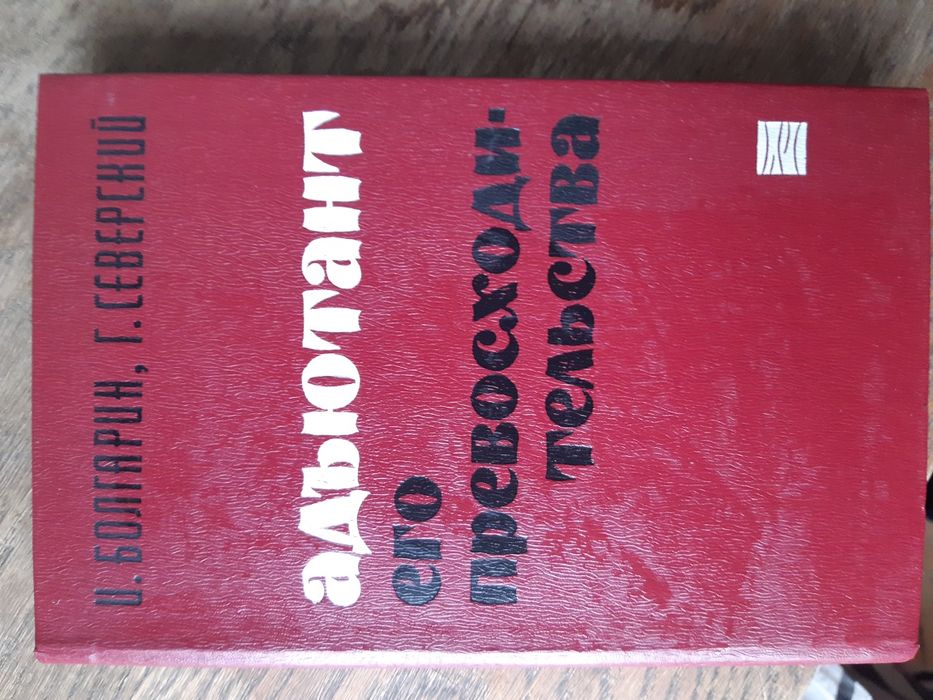 И. БОЛГАРИН, Г. СЕВЕРСКИЙ
адъютант
его
превосходи-
тельства